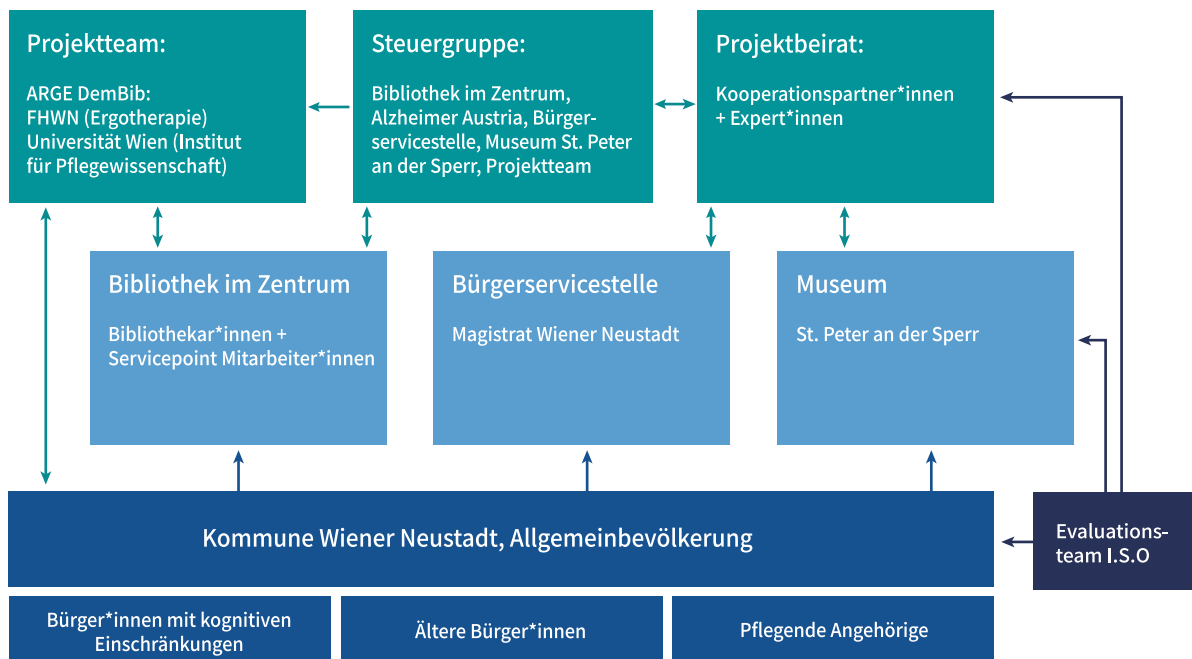 Projektteam:
ARGE DemBib:
FHWN (Ergotherapie)
Universität Wien (Institut
für Pflegewissenschaft)
Steuergruppe:
Bibliothek im Zentrum,
Alzheimer Austria, Bürger-
servicestelle, Museum St. Peter
an der Sperr, Projektteam
Projektbeirat:
Kooperationspartner*innen
+ Expert*innen
Bibliothek im Zentrum
Bibliothekar*innen +
Servicepoint Mitarbeiter*innen
Bürgerservicestelle
Magistrat Wiener Neustadt
Museum
St. Peter an der Sperr
Kommune Wiener Neustadt, Allgemeinbevölkerung
Evaluations-
team I.S.O
Bürger*innen mit kognitiven
Einschränkungen
Ältere Bürger*innen
Pflegende Angehörige